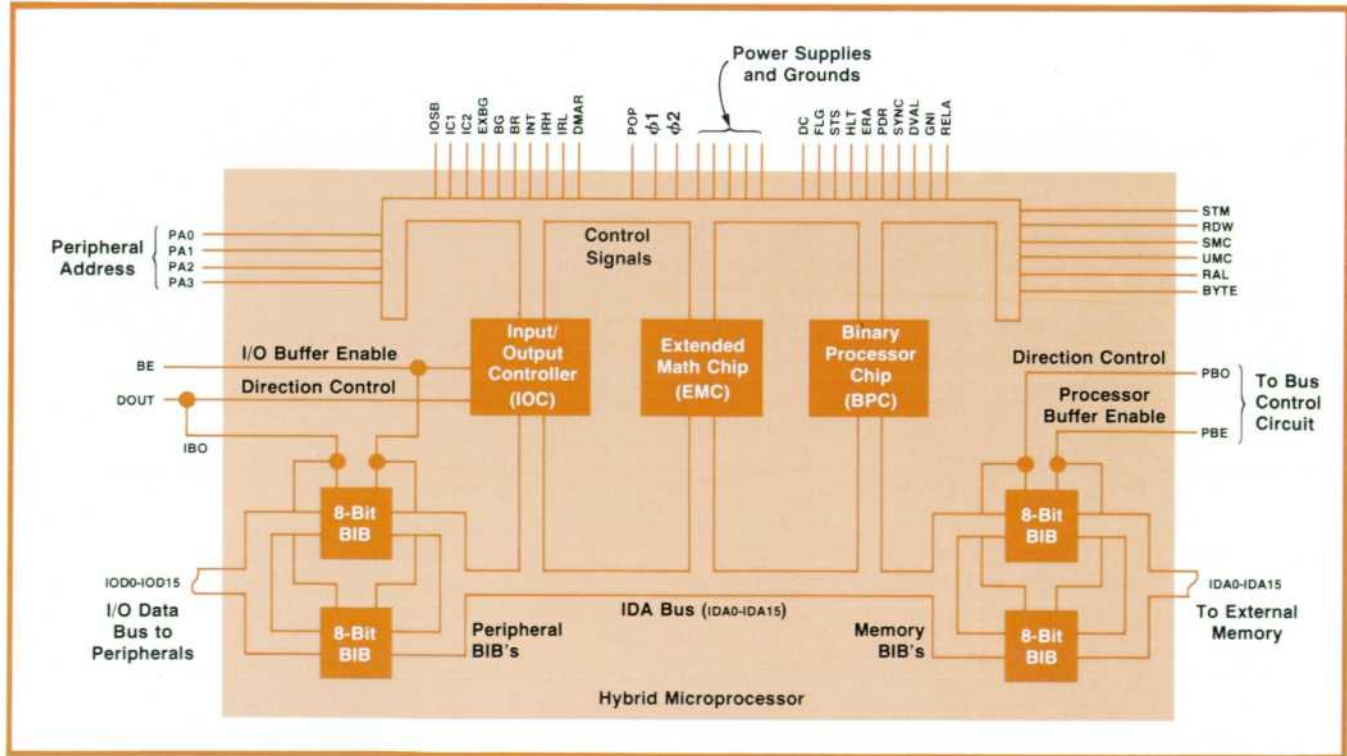 Power Supplies
and Grounds
IOSB
IC1
IC2
EXBG
BG
BR
INT
IRH
IRL
DMAR
POP
ϕ1
ϕ2
DC
FLG
STS
HLT
ERA
PDR
SYNC
DVAL
GNI
RELA
Peripheral
Address
PA0
PA1
PA2
PA3
Control
Signals
STM
RDW
SMC
UMC
RAL
BYTE
BE
I/O Buffer Enable
DOUT
Direction Control
IBO
Input/
Output
Controller
(IOC)
Extended
Math Chip
(EMC)
Binary
Processor
Chip
(BPC)
Direction Control
PBO
Processor
Buffer Enable
PBE
To Bus
Control
Circuit
8-Bit
BIB
8-Bit
BIB
IOD0-IOD15
I/O Data
Bus to
Peripherals
8-Bit
BIB
Peripheral
BIB's
IDA Bus (IDA0-IDA15)
Memory
BIB's
8-Bit
BIB
IDA0-IDA15
To External
Memory
Hybrid Microprocessor